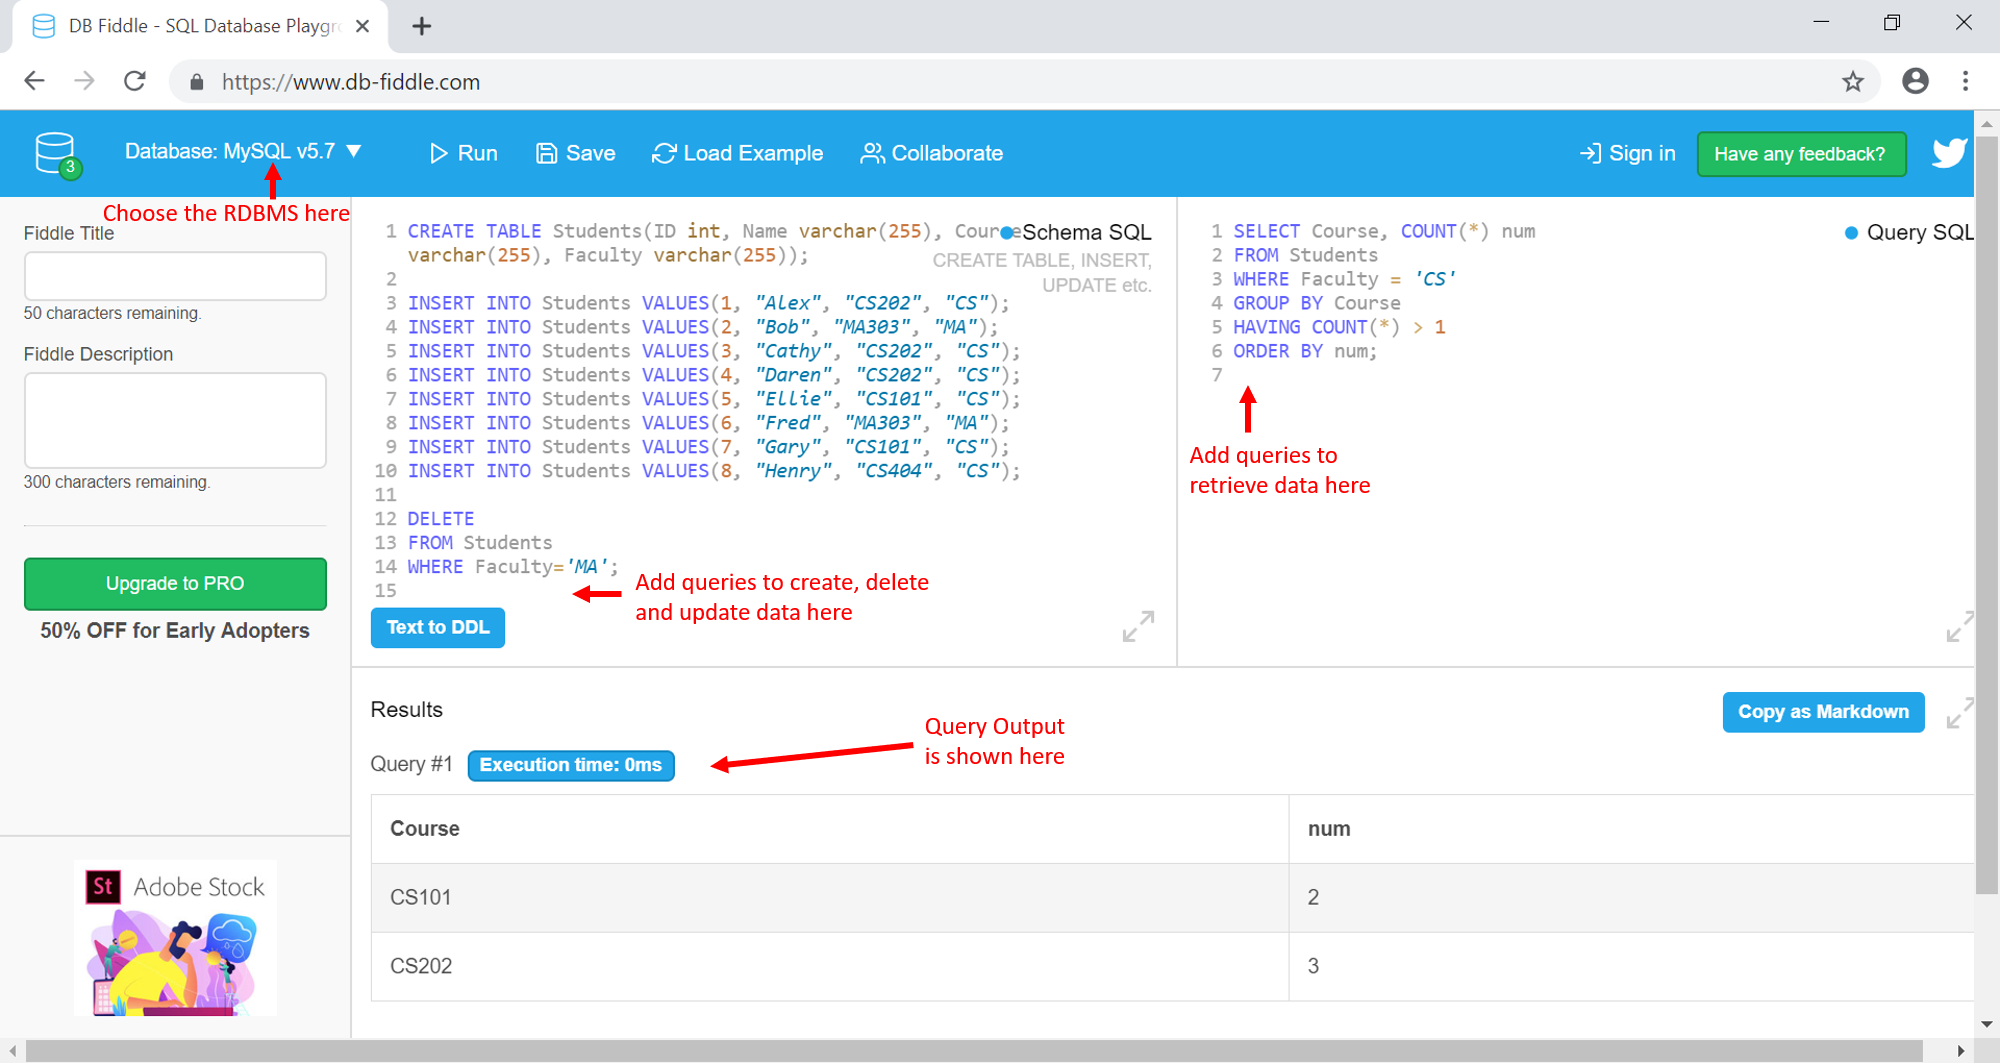 DB Fiddle - SQL Database Playgr
https://www.db-fiddle.com
3
Database: MySQL v5.7 ▼
Run
Save
Load Example
Collaborate
Sign in
Have any feedback?
Choose the RDBMS here
Fiddle Title
50 characters remaining.
Fiddle Description
300 characters remaining.
Upgrade to PRO
50% OFF for Early Adopters
St Adobe Stock
Schema SQL
CREATE TABLE, INSERT,
UPDATE etc.
1 CREATE TABLE Students(ID int, Name varchar(255), Course
varchar(255), Faculty varchar(255));
2
3 INSERT INTO Students VALUES(1, "Alex", "CS202", "CS");
4 INSERT INTO Students VALUES(2, "Bob", "MA303", "MA");
5 INSERT INTO Students VALUES(3, "Cathy", "CS202", "CS");
6 INSERT INTO Students VALUES(4, "Daren", "CS202", "CS");
7 INSERT INTO Students VALUES(5, "Ellie", "CS101", "CS");
8 INSERT INTO Students VALUES(6, "Fred", "MA303", "MA");
9 INSERT INTO Students VALUES(7, "Gary", "CS101", "CS");
10 INSERT INTO Students VALUES(8, "Henry", "CS404", "CS");
11
12 DELETE
13 FROM Students
14 WHERE Faculty='MA';
15
Add queries to create, delete
and update data here
Text to DDL
Query SQL
1 SELECT Course, COUNT(*) num
2 FROM Students
3 WHERE Faculty = 'CS'
4 GROUP BY Course
5 HAVING COUNT(*) > 1
6 ORDER BY num;
7
Add queries to
retrieve data here
Results
Copy as Markdown
Query #1 Execution time: 0ms
Query Output
is shown here
Course num
CS101 2
CS202 3